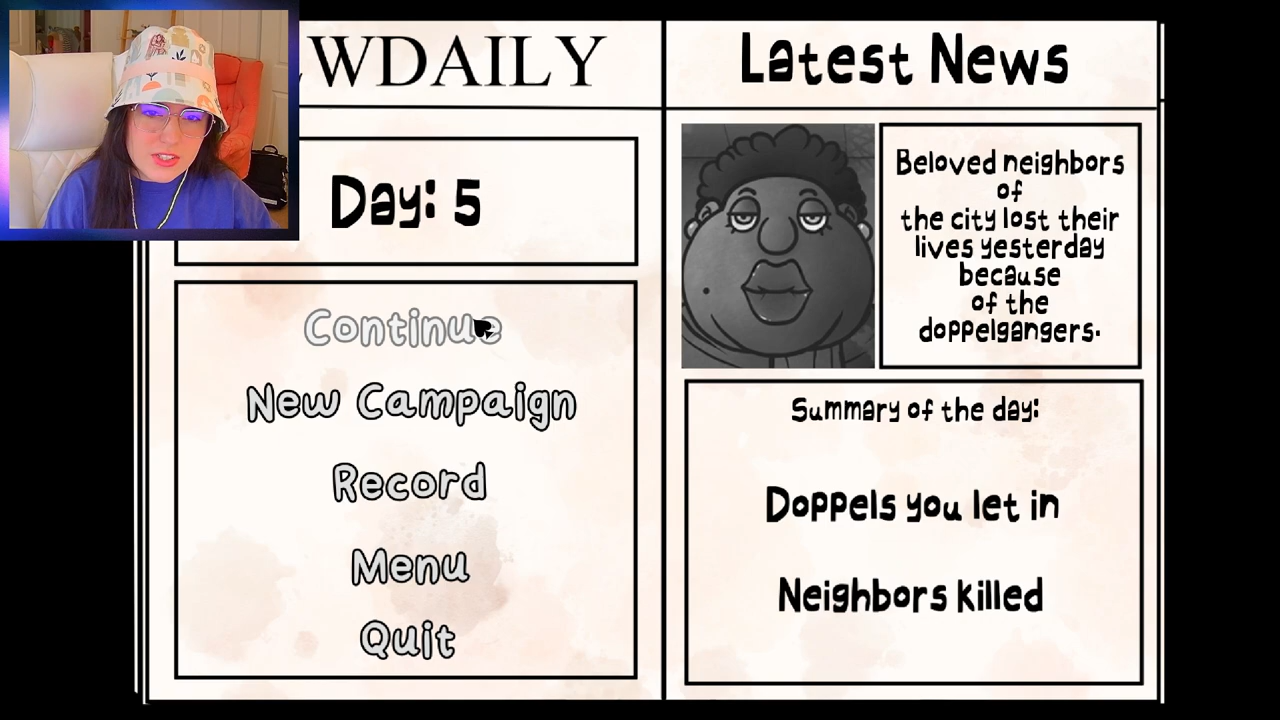 WDAILY
Day: 5
Continue
New Campaign
Record
Menu
Quit
Latest News
Beloved neighbors
of
the city lost their
lives yesterday
because
of the
doppelgangers.
Summary of the day:
Doppels you let in
Neighbors killed